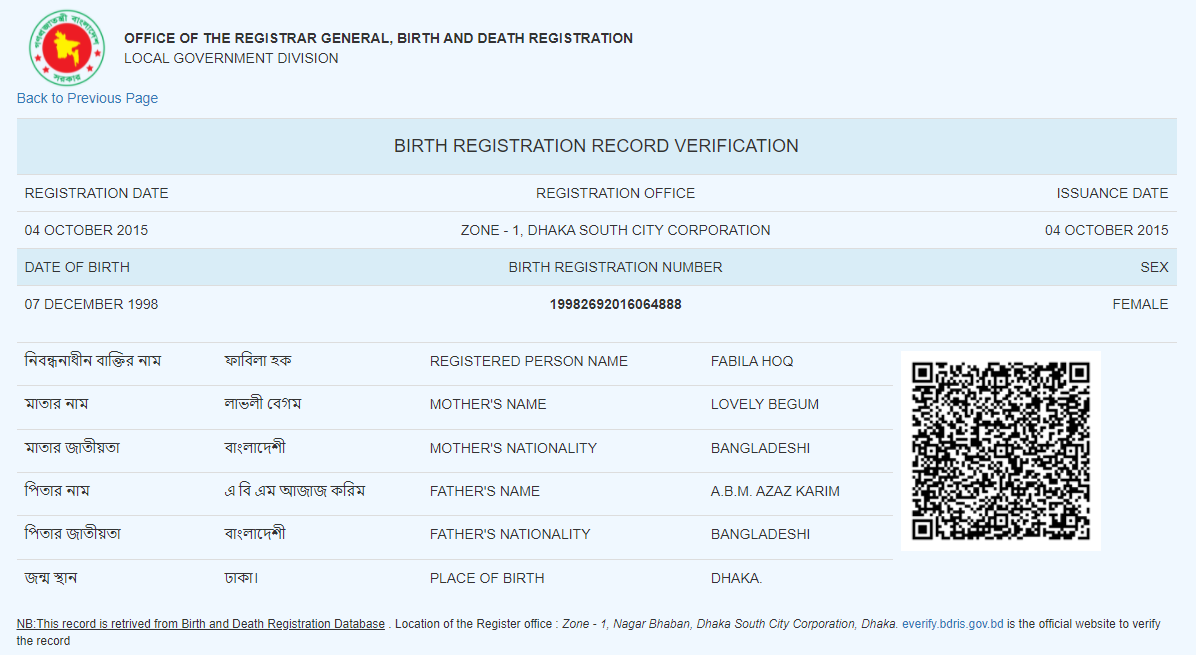 গণপ্রজাতন্ত্রী বাংলাদেশ
সরকার
OFFICE OF THE REGISTRAR GENERAL, BIRTH AND DEATH REGISTRATION
LOCAL GOVERNMENT DIVISION
Back to Previous Page
BIRTH REGISTRATION RECORD VERIFICATION
REGISTRATION DATE REGISTRATION OFFICE ISSUANCE DATE
04 OCTOBER 2015 ZONE - 1, DHAKA SOUTH CITY CORPORATION 04 OCTOBER 2015
DATE OF BIRTH BIRTH REGISTRATION NUMBER SEX
07 DECEMBER 1998 19982692016064888 FEMALE
নিবন্ধনাধীন ব্যক্তির নাম ফাবিলা হক REGISTERED PERSON NAME FABILA HOQ
মাতার নাম লাভলী বেগম MOTHER'S NAME LOVELY BEGUM
মাতার জাতীয়তা বাংলাদেশী MOTHER'S NATIONALITY BANGLADESHI
পিতার নাম এ বি এম আজাজ করিম FATHER'S NAME A.B.M. AZAZ KARIM
পিতার জাতীয়তা বাংলাদেশী FATHER'S NATIONALITY BANGLADESHI
জন্ম স্থান ঢাকা। PLACE OF BIRTH DHAKA.
NB:This record is retrived from Birth and Death Registration Database . Location of the Register office : Zone - 1, Nagar Bhaban, Dhaka South City Corporation, Dhaka. everify.bdris.gov.bd is the official website to verify
the record